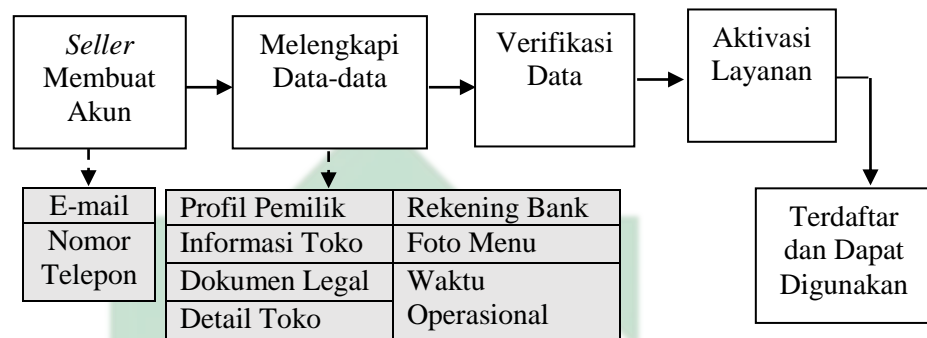 Seller
Membuat
Akun
Melengkapi
Data-data
Verifikasi
Data
Aktivasi
Layanan
E-mail
Nomor
Telepon
Profil Pemilik
Rekening Bank
Informasi Toko
Foto Menu
Dokumen Legal
Waktu
Operasional
Detail Toko
Terdaftar
dan Dapat
Digunakan